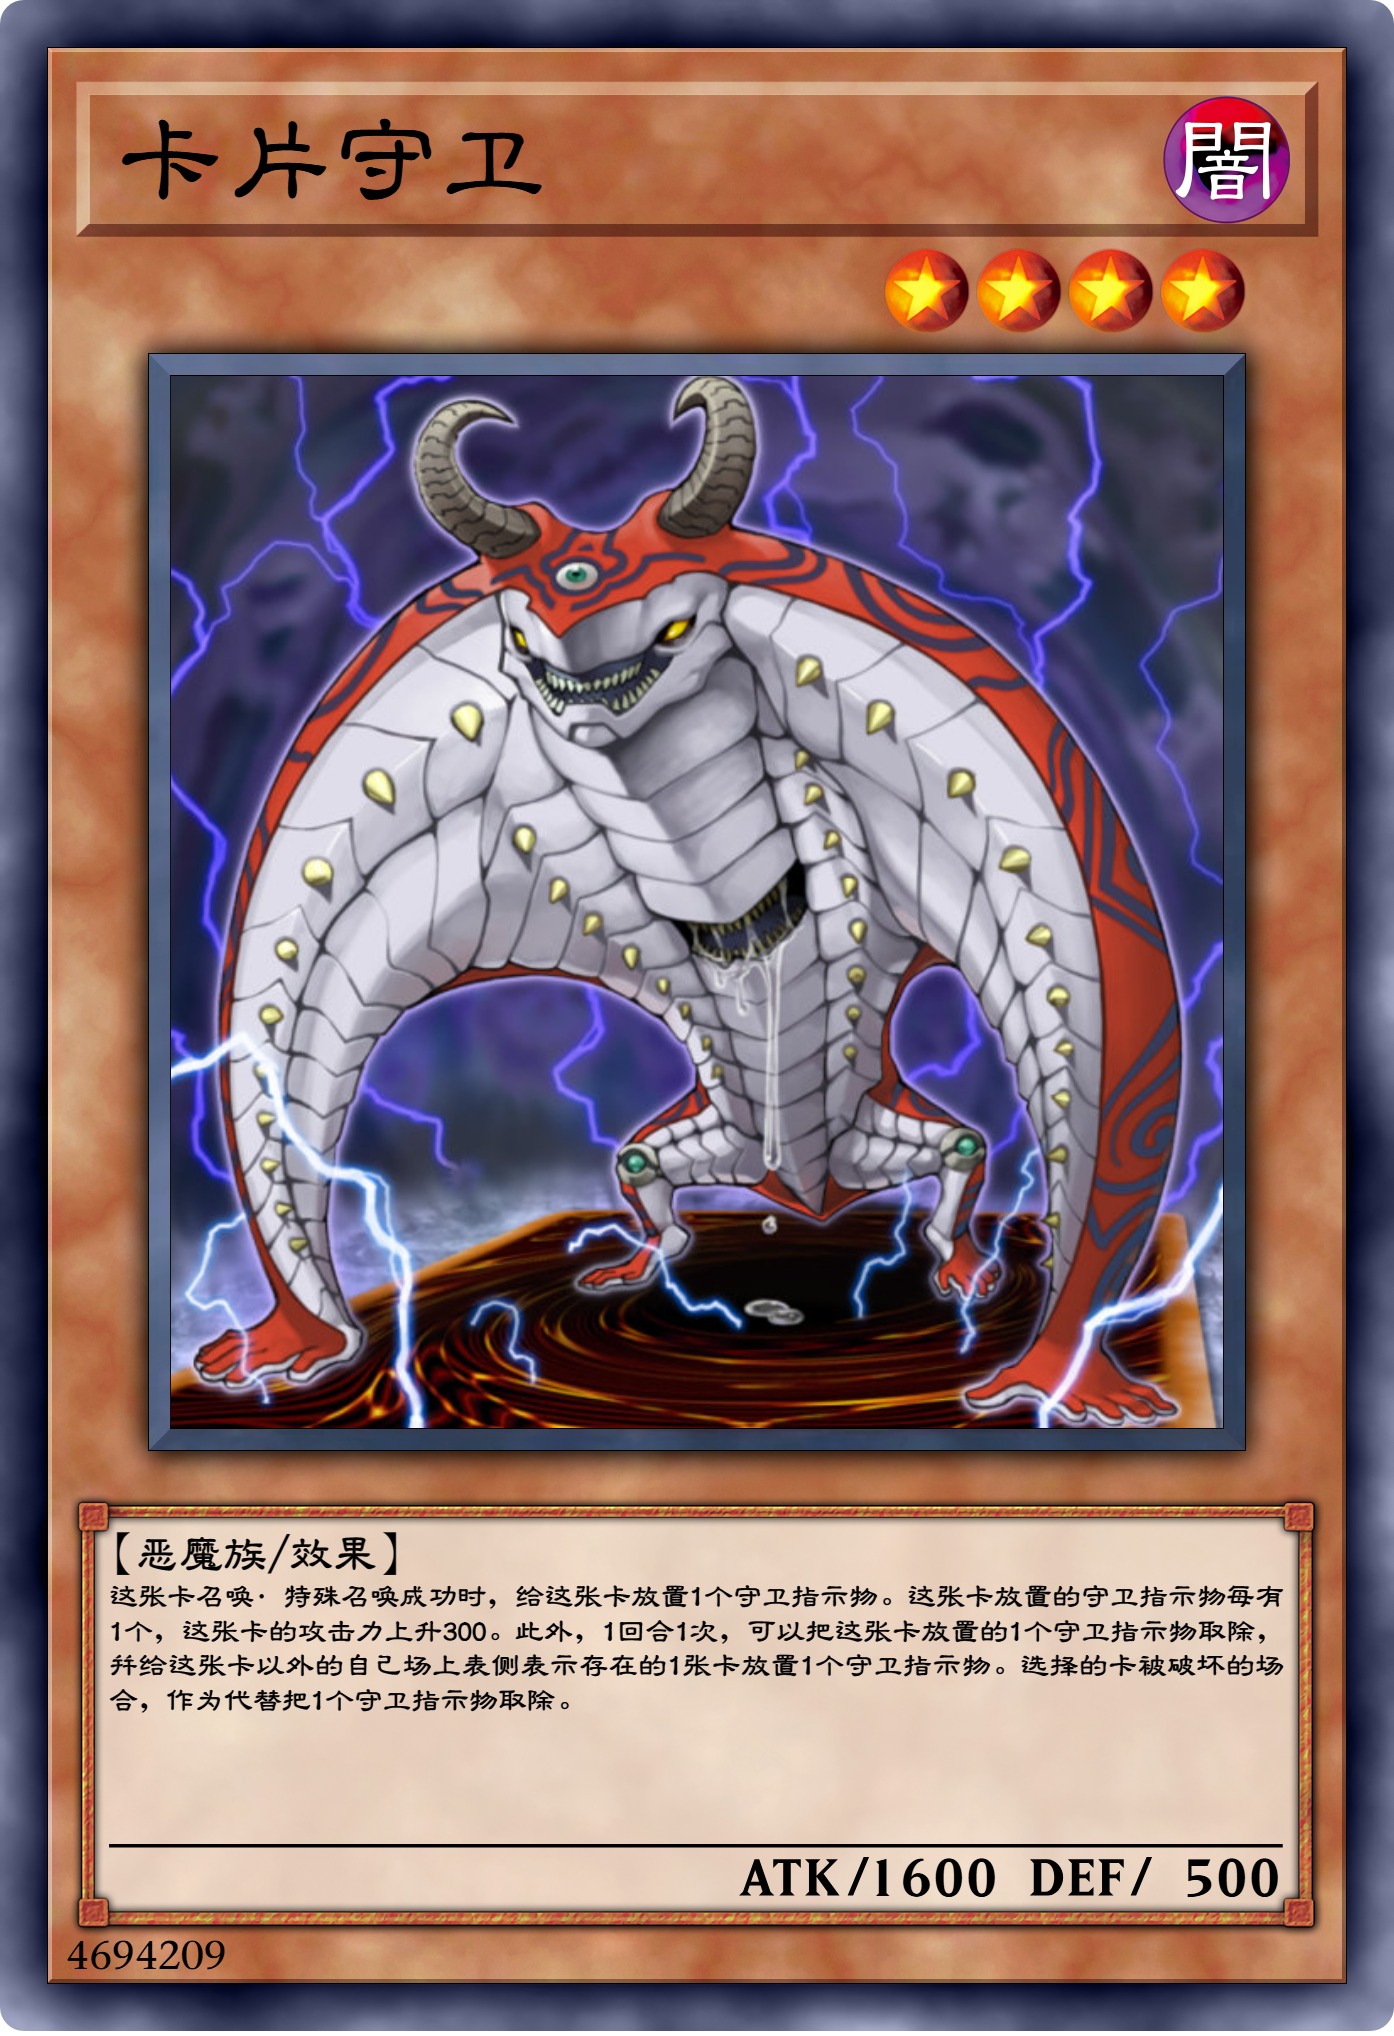 卡片守卫
闇
【恶魔族/效果】
这张卡召唤·特殊召唤成功时，给这张卡放置1个守卫指示物。这张卡放置的守卫指示物每有
1个，这张卡的攻击力上升300。此外，1回合1次，可以把这张卡放置的1个守卫指示物取除，
并给这张卡以外的自己场上表侧表示存在的1张卡放置1个守卫指示物。选择的卡被破坏的场
合，作为代替把1个守卫指示物取除。
ATK/1600 DEF/ 500
4694209